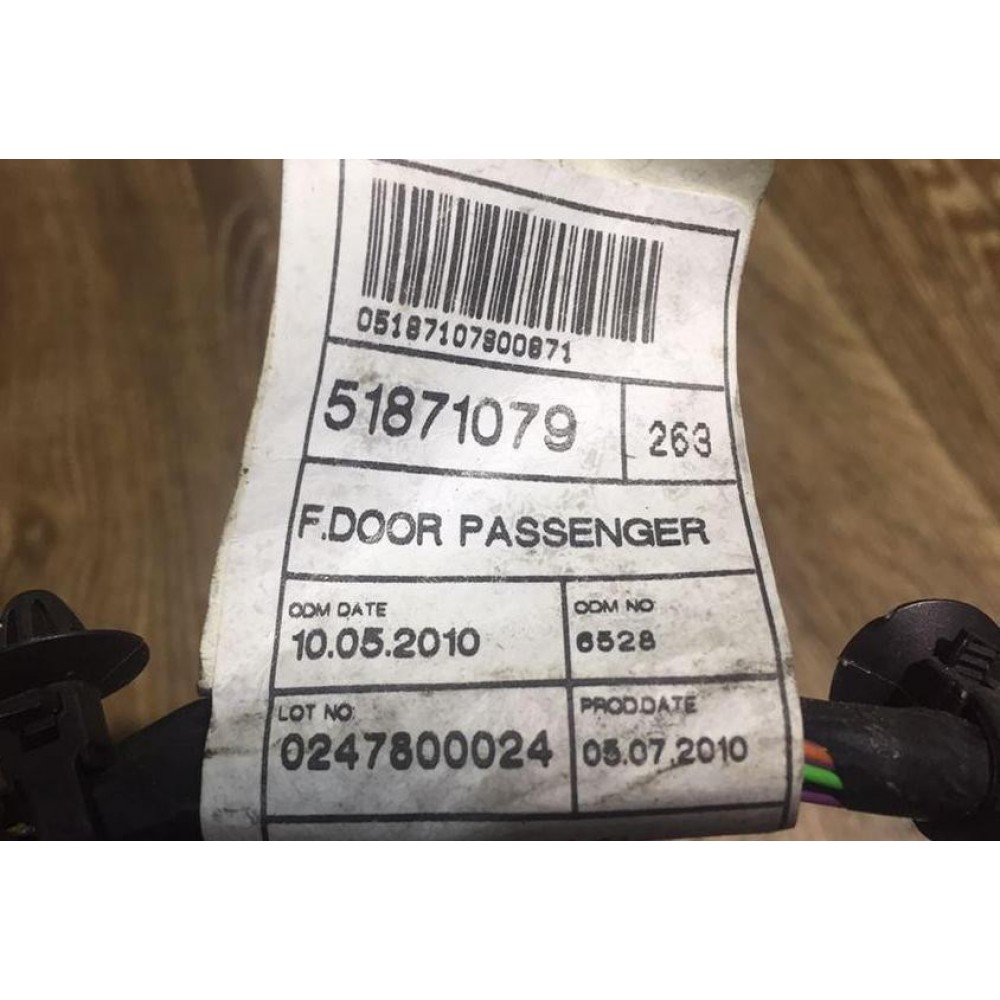 05187107900871
51871079
263
F.DOOR PASSENGER
ODM DATE
10.05.2010
ODM NO
6528
LOT NO
0247800024
PROD.DATE
05.07.2010